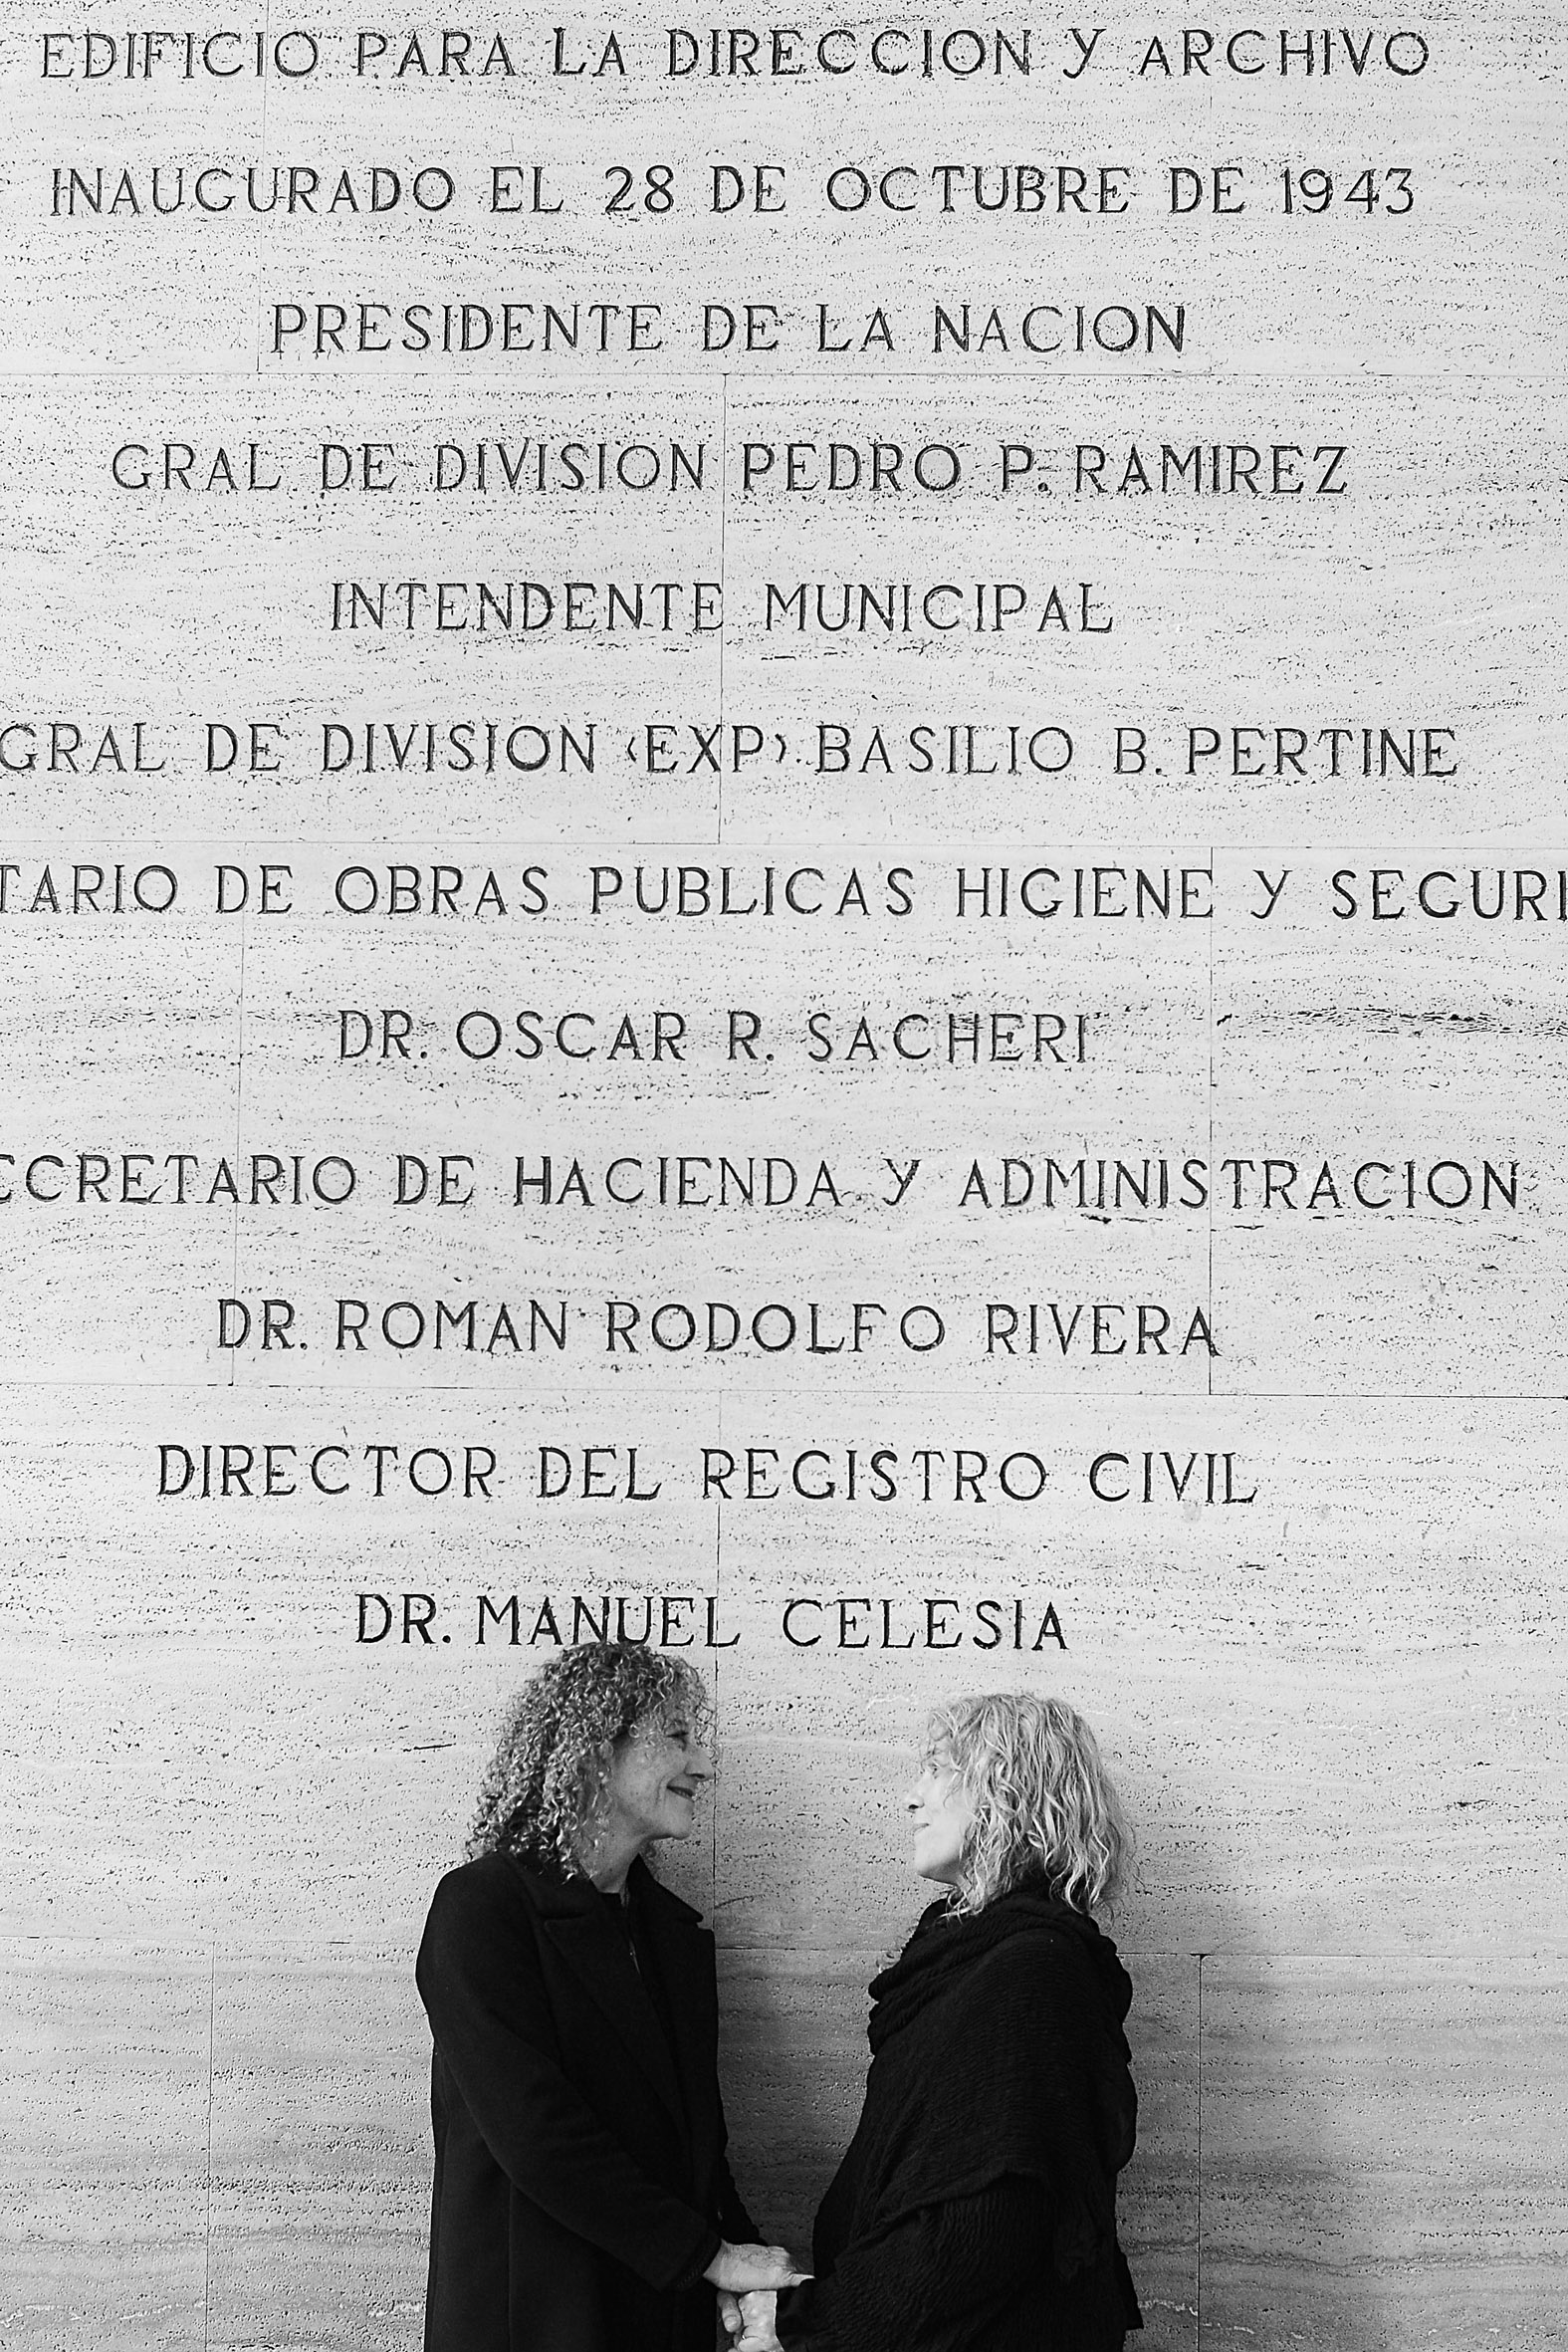 EDIFICIO PARA LA DIRECCION Y ARCHIVO
INAUGURADO EL 28 DE OCTUBRE DE 1943
PRESIDENTE DE LA NACION
GRAL DE DIVISION PEDRO P. RAMIREZ
INTENDENTE MUNICIPAL
GRAL DE DIVISION (EXP) BASILIO B. PERTINE
TARIO DE OBRAS PUBLICAS HIGIENE Y SEGURI
DR. OSCAR R. SACHERI
ECRETARIO DE HACIENDA Y ADMINISTRACION
DR. ROMAN RODOLFO RIVERA
DIRECTOR DEL REGISTRO CIVIL
DR. MANUEL CELESIA